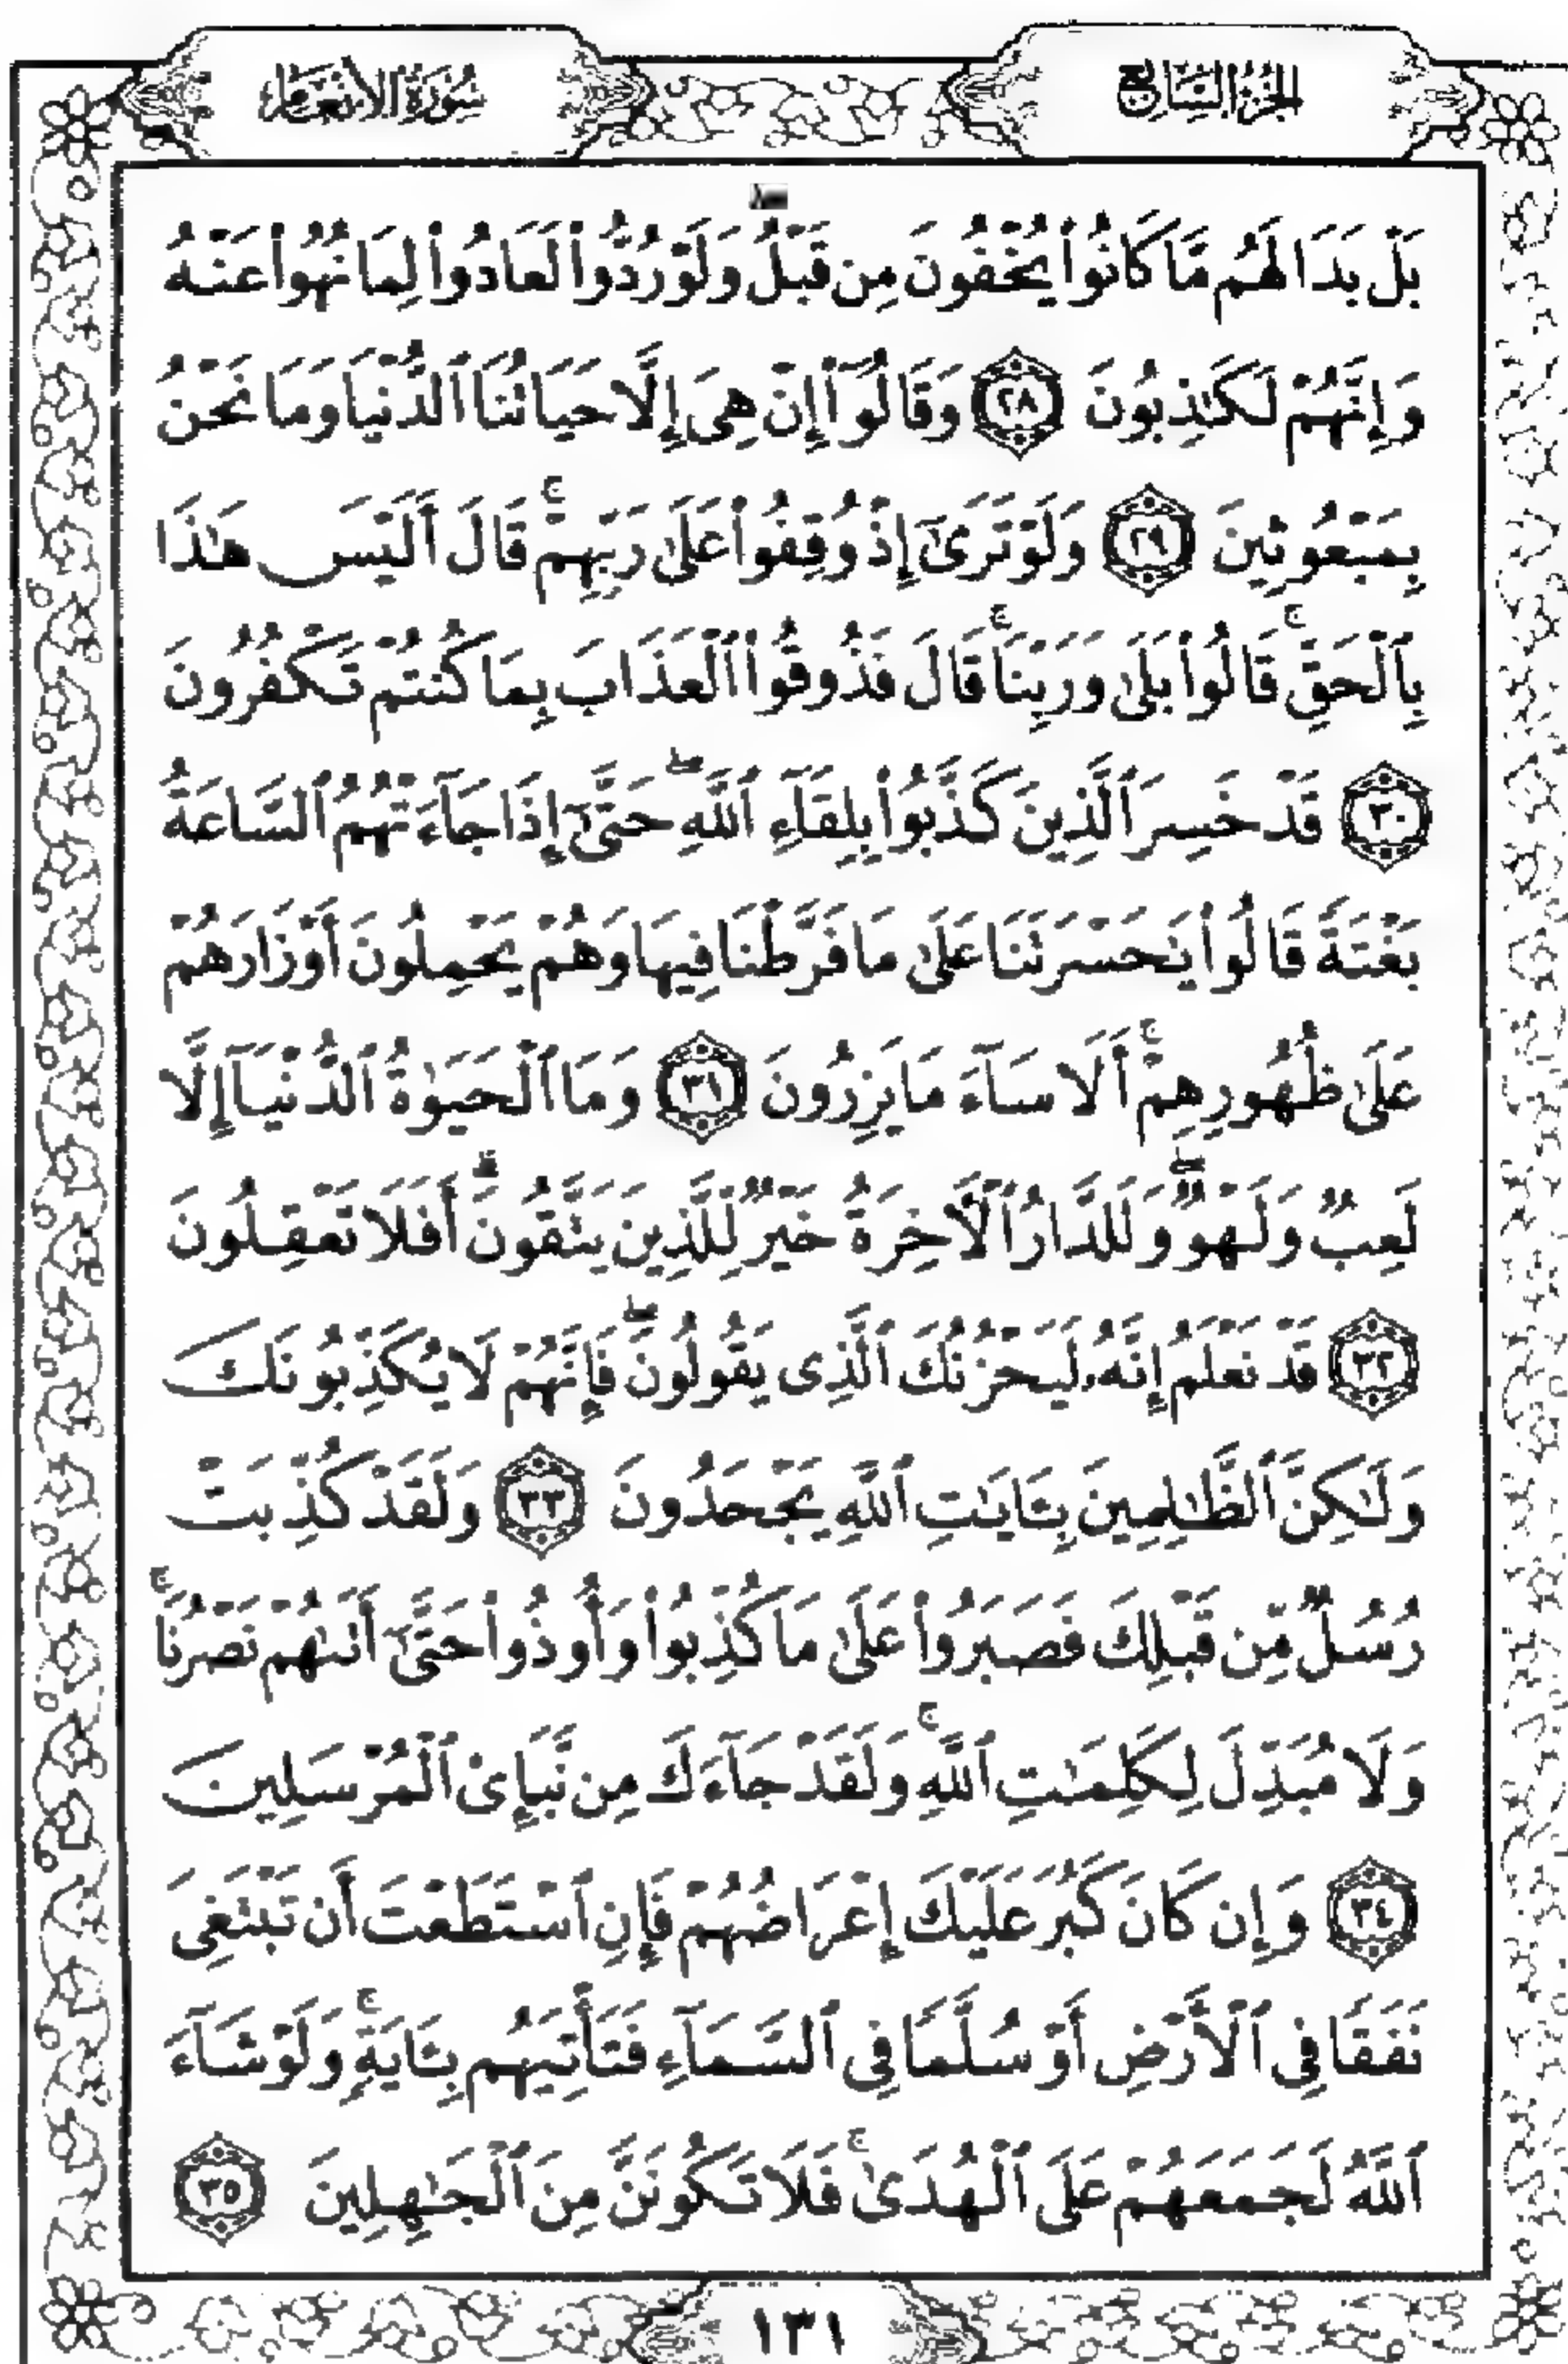 الجزء السابع
سورة الأنعام
بَلْ بَدَا لَهُم مَّا كَانُوا۟ يُخْفُونَ مِن قَبْلُ ۖ وَلَوْ رُدُّوا۟ لَعَادُوا۟ لِمَا نُهُوا۟ عَنْهُ
وَإِنَّهُمْ لَكَـٰذِبُونَ ٢٨ وَقَالُوٓا۟ إِنْ هِىَ إِلَّا حَيَاتُنَا ٱلدُّنْيَا وَمَا نَحْنُ
بِمَبْعُوثِينَ ٢٩ وَلَوْ تَرَىٰٓ إِذْ وُقِفُوا۟ عَلَىٰ رَبِّهِمْ ۚ قَالَ أَلَيْسَ هَـٰذَا
بِٱلْحَقِّ ۚ قَالُوا۟ بَلَىٰ وَرَبِّنَا ۚ قَالَ فَذُوقُوا۟ ٱلْعَذَابَ بِمَا كُنتُمْ تَكْفُرُونَ
٣٠ قَدْ خَسِرَ ٱلَّذِينَ كَذَّبُوا۟ بِلِقَآءِ ٱللَّهِ ۖ حَتَّىٰٓ إِذَا جَآءَتْهُمُ ٱلسَّاعَةُ
بَغْتَةً قَالُوا۟ يَـٰحَسْرَتَنَا عَلَىٰ مَا فَرَّطْنَا فِيهَا وَهُمْ يَحْمِلُونَ أَوْزَارَهُمْ
عَلَىٰ ظُهُورِهِمْ ۚ أَلَا سَآءَ مَا يَزِرُونَ ٣١ وَمَا ٱلْحَيَوٰةُ ٱلدُّنْيَآ إِلَّا
لَعِبٌ وَلَهْوٌ ۖ وَلَلدَّارُ ٱلْـَٔاخِرَةُ خَيْرٌ لِّلَّذِينَ يَتَّقُونَ ۗ أَفَلَا تَعْقِلُونَ
٣٢ قَدْ نَعْلَمُ إِنَّهُۥ لَيَحْزُنُكَ ٱلَّذِى يَقُولُونَ ۖ فَإِنَّهُمْ لَا يُكَذِّبُونَكَ
وَلَـٰكِنَّ ٱلظَّـٰلِمِينَ بِـَٔايَـٰتِ ٱللَّهِ يَجْحَدُونَ ٣٣ وَلَقَدْ كُذِّبَتْ
رُسُلٌ مِّن قَبْلِكَ فَصَبَرُوا۟ عَلَىٰ مَا كُذِّبُوا۟ وَأُوذُوا۟ حَتَّىٰٓ أَتَىٰهُمْ نَصْرُنَا ۚ
وَلَا مُبَدِّلَ لِكَلِمَـٰتِ ٱللَّهِ ۚ وَلَقَدْ جَآءَكَ مِن نَّبَإِى۟ ٱلْمُرْسَلِينَ
٣٤ وَإِن كَانَ كَبُرَ عَلَيْكَ إِعْرَاضُهُمْ فَإِنِ ٱسْتَطَعْتَ أَن تَبْتَغِىَ
نَفَقًا فِى ٱلْأَرْضِ أَوْ سُلَّمًا فِى ٱلسَّمَآءِ فَتَأْتِيَهُم بِـَٔايَةٍ ۚ وَلَوْ شَآءَ
ٱللَّهُ لَجَمَعَهُمْ عَلَى ٱلْهُدَىٰ ۚ فَلَا تَكُونَنَّ مِنَ ٱلْجَـٰهِلِينَ ٣٥
١٣١